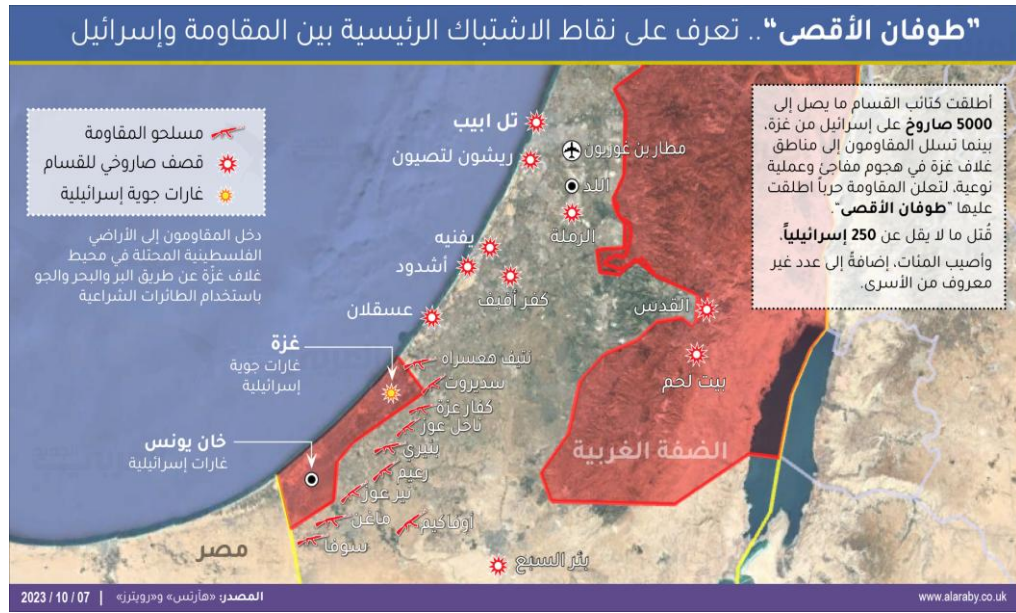 ”طوفان الأقصى“.. تعرف على نقاط الاشتباك الرئيسية بين المقاومة وإسرائيل
أطلقت كتائب القسام ما يصل إلى
5000 صاروخ على إسرائيل من غزة،
بينما تسلل المقاومون إلى مناطق
غلاف غزة في هجوم مفاجئ وعملية
نوعية، لتعلن المقاومة حرباً اطلقت
عليها ”طوفان الأقصى“.
قُتل ما لا يقل عن 250 إسرائيلياً،
وأصيب المئات، إضافةً إلى عدد غير
معروف من الأسرى.
مسلحو المقاومة
قصف صاروخي للقسام
غارات جوية إسرائيلية
دخل المقاومون إلى الأراضي
الفلسطينية المحتلة في محيط
غلاف غزّة عن طريق البر والبحر والجو
باستخدام الطائرات الشراعية
تل ابيب
ريشون لتصيون
مطار بن غوريون
اللد
الرملة
يفنيه
أشدود
كفر أفيف
القدس
عسقلان
بيت لحم
غزة
غارات جوية
إسرائيلية
نتيف هعسراه
سديروت
كفار عزة
ناحل عوز
بئيري
رعيم
نير عوز
ماغن
اوفاكيم
سوفا
خان يونس
غارات إسرائيلية
الضفة الغربية
بئر السبع
مصر
المصدر: «هآرتس» و«رويترز» | 2023 / 10 / 07
www.alaraby.co.uk